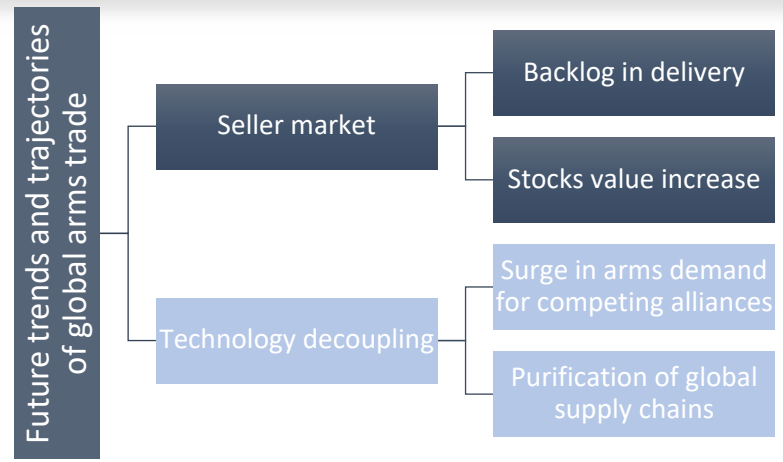 Future trends and trajectories
of global arms trade
Seller market
Backlog in delivery
Stocks value increase
Technology decoupling
Surge in arms demand
for competing alliances
Purification of global
supply chains